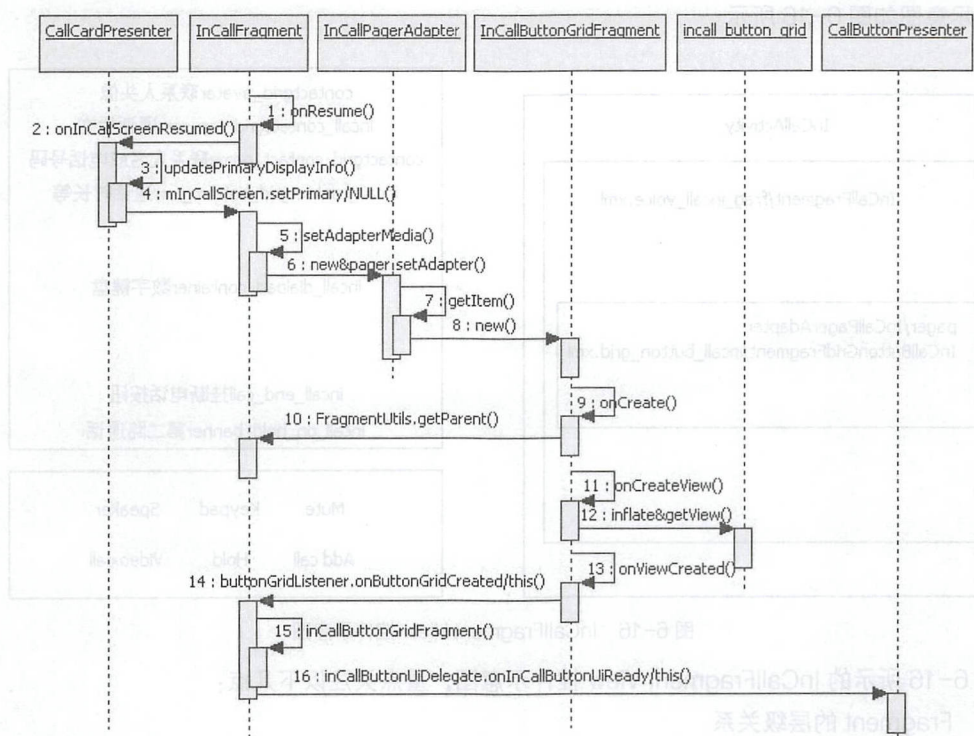 CallCardPresenter
InCallFragment
InCallPagerAdapter
InCallButtonGridFragment
incall_button_grid
CallButtonPresenter
1 : onResume()
2 : onInCallScreenResumed()
3 : updatePrimaryDisplayInfo()
4 : mInCallScreen.setPrimary/NULL()
5 : setAdapterMedia()
6 : new&pager.setAdapter()
7 : getItem()
8 : new()
9 : onCreate()
10 : FragmentUtils.getParent()
11 : onCreateView()
12 : inflate&getView()
13 : onViewCreated()
14 : buttonGridListener.onButtonGridCreated/this()
15 : inCallButtonGridFragment()
16 : inCallButtonUiDelegate.onInCallButtonUiReady/this()